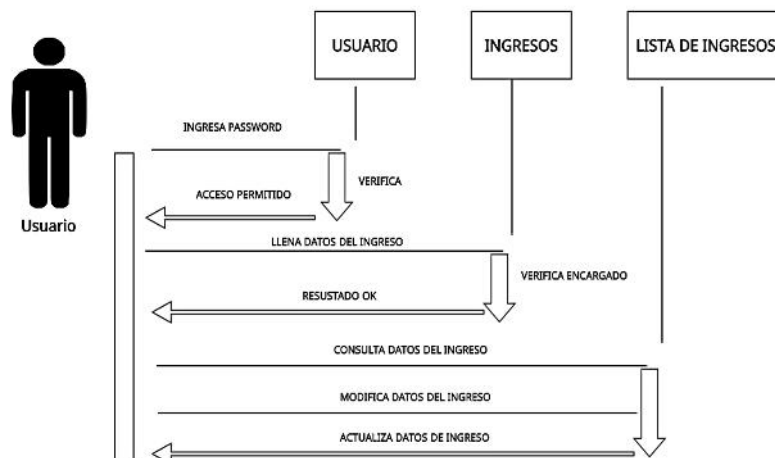 USUARIO
INGRESOS
LISTA DE INGRESOS
INGRESA PASSWORD
VERIFICA
ACCESO PERMITIDO
Usuario
LLENA DATOS DEL INGRESO
VERIFICA ENCARGADO
RESUSTADO OK
CONSULTA DATOS DEL INGRESO
MODIFICA DATOS DEL INGRESO
ACTUALIZA DATOS DE INGRESO